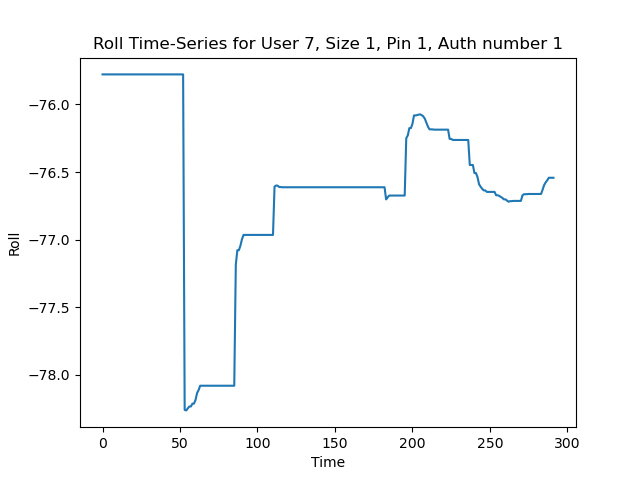 Roll Time-Series for User 7, Size 1, Pin 1, Auth number 1
−76.0
−76.5
−77.0
−77.5
−78.0
Roll
0 50 100 150 200 250 300
Time